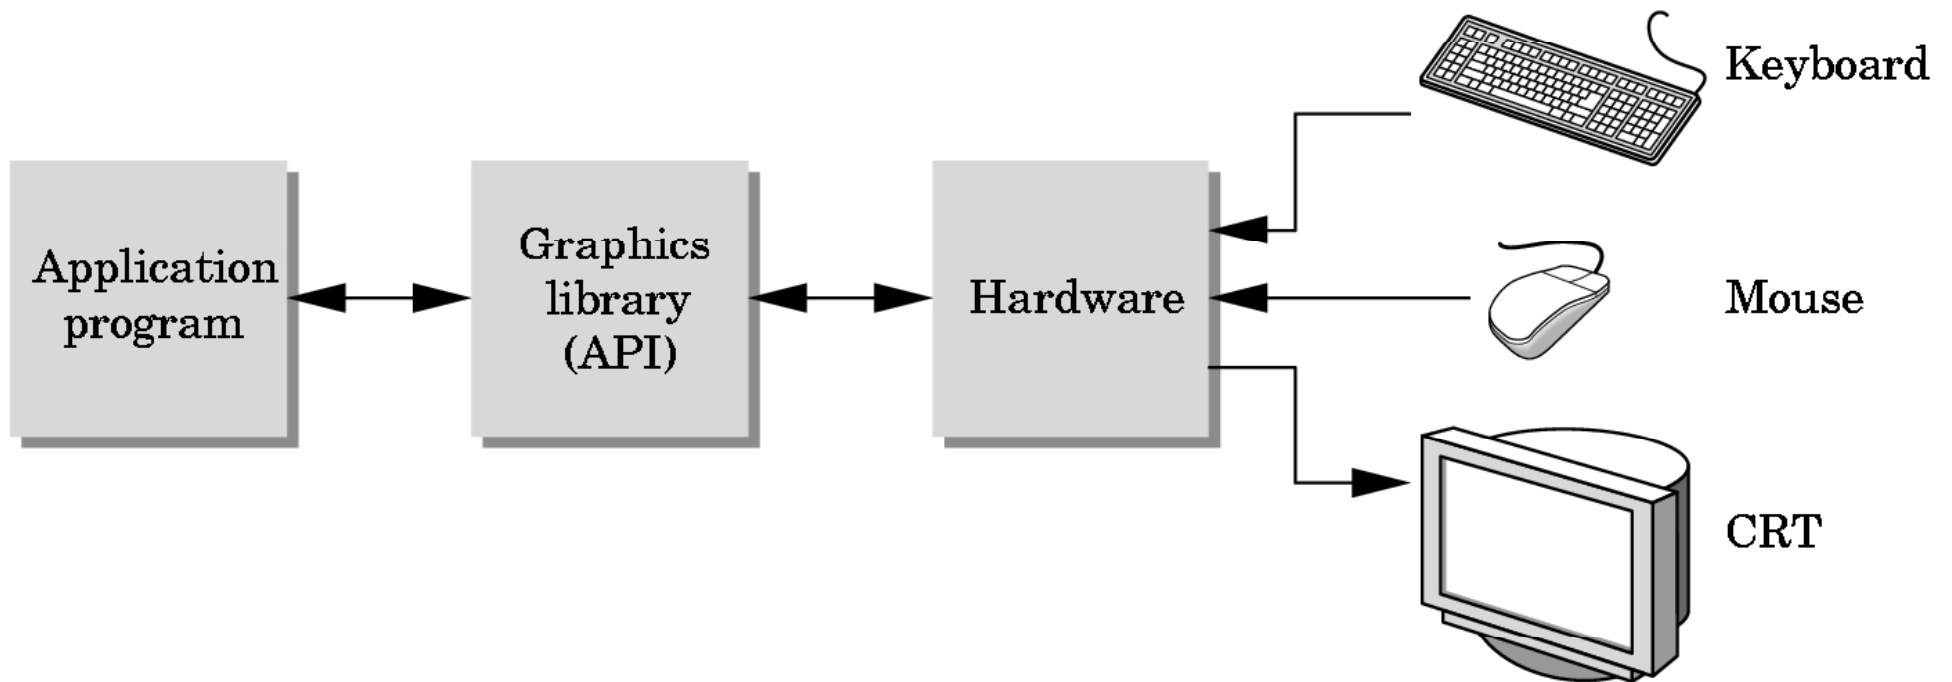 Application
program
Graphics
library
(API)
Hardware
Keyboard
Mouse
CRT